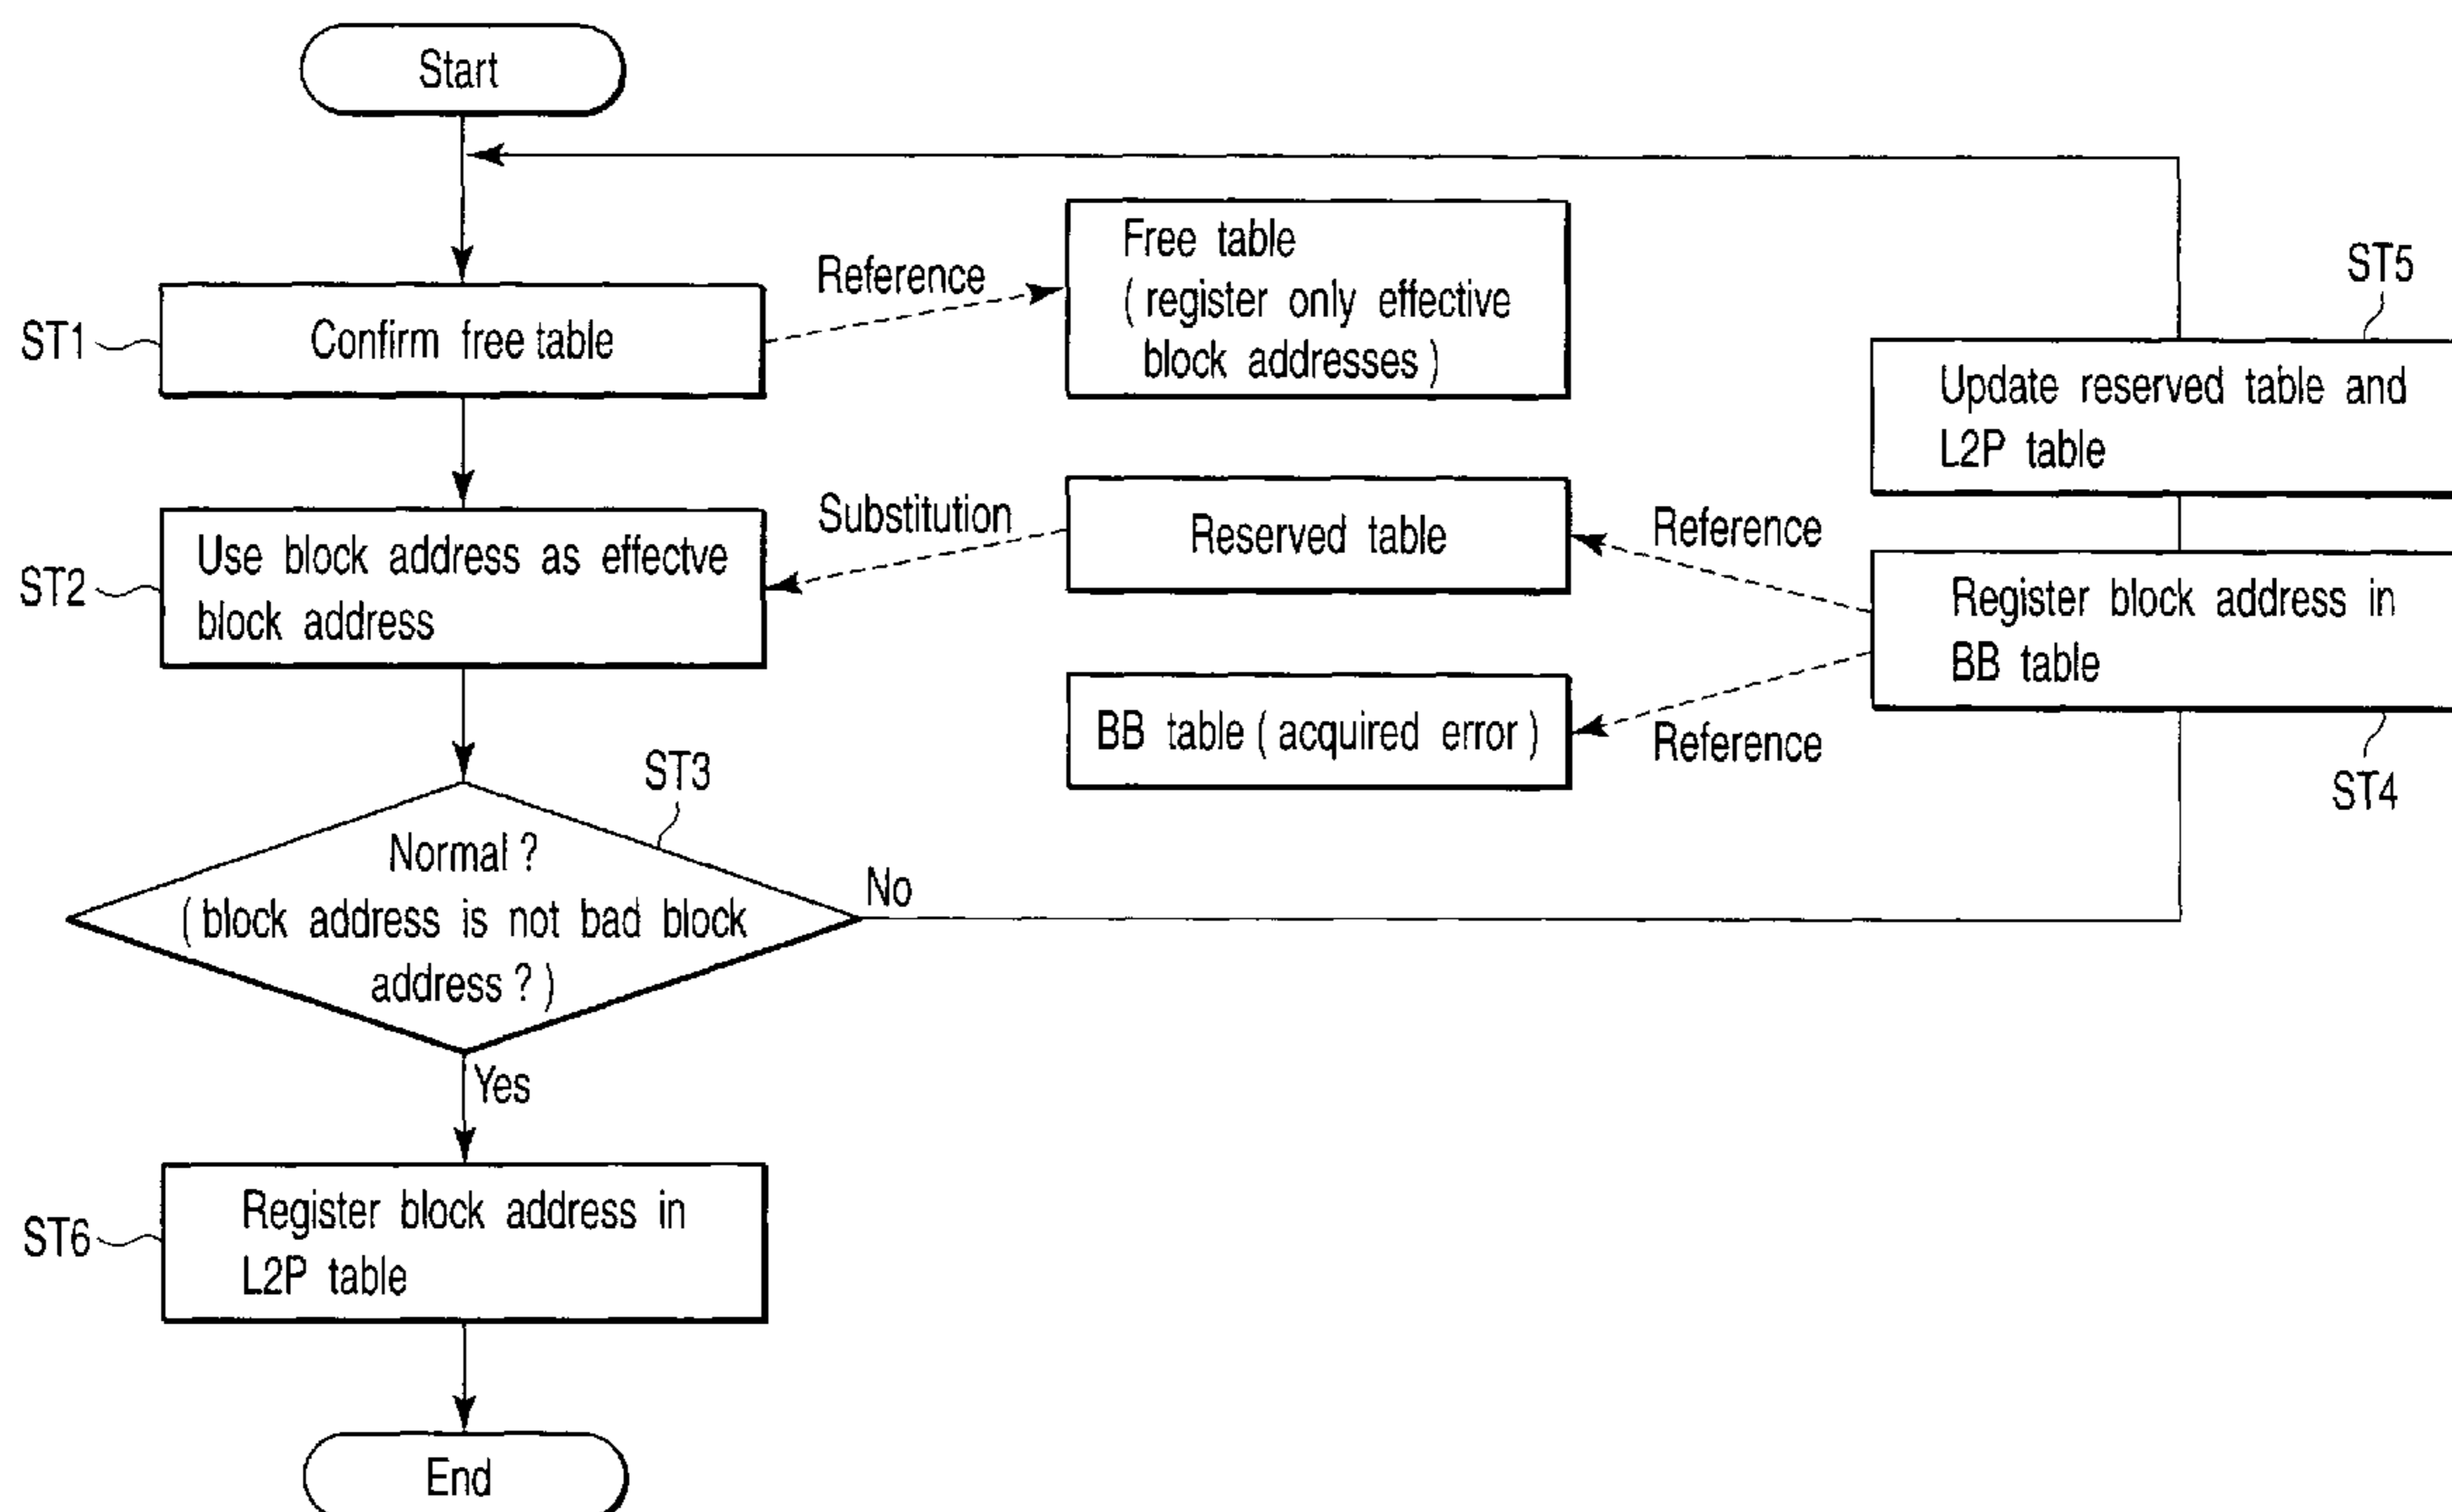 Start
ST1
Confirm free table
Reference
Free table
( register only effective
block addresses )
ST5
Update reserved table and
L2P table
ST2
Use block address as effectve
block address
Substitution
Reserved table
Reference
Register block address in
BB table
BB table ( acquired error )
Reference
ST4
ST3
Normal ?
( block address is not bad block
address ? )
No
Yes
ST6
Register block address in
L2P table
End